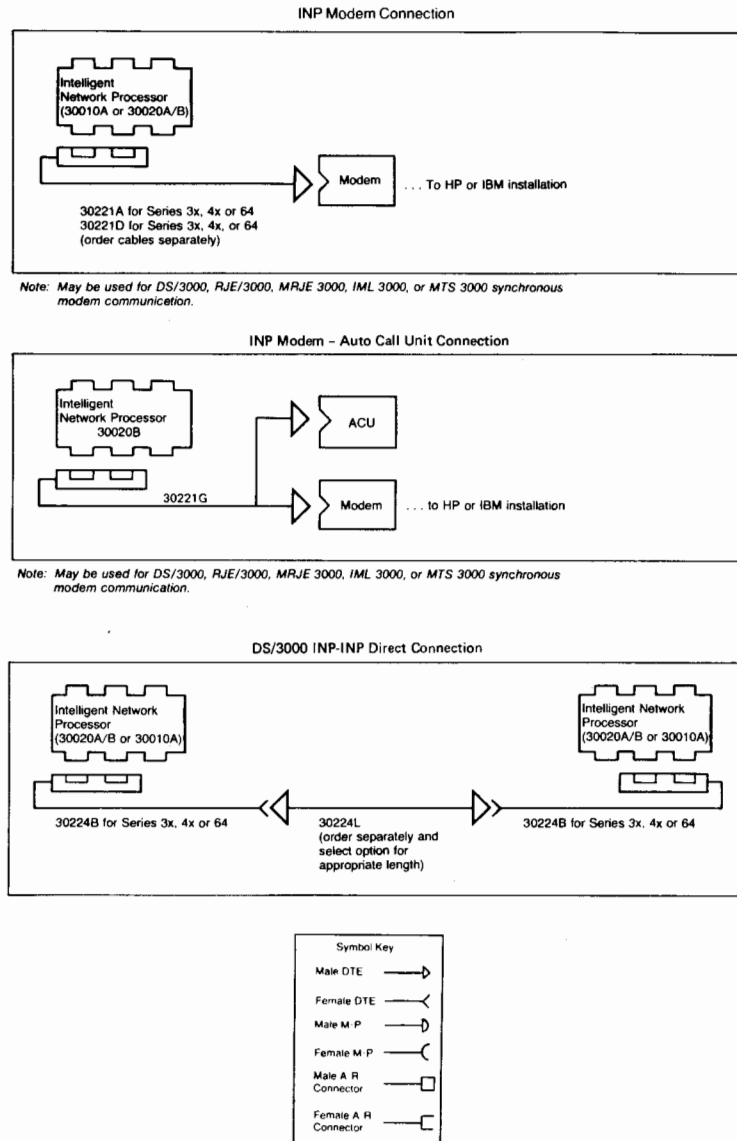 INP Modem Connection
Intelligent
Network Processor
(30010A or 30020A/B)
Modem
. . . To HP or IBM installation
30221A for Series 3x, 4x or 64
30221D for Series 3x, 4x, or 64
(order cables separately)
Note: May be used for DS/3000, RJE/3000, MRJE 3000, IML 3000, or MTS 3000 synchronous
modem communication.
INP Modem – Auto Call Unit Connection
Intelligent
Network Processor
30020B
ACU
30221G
Modem
. . . to HP or IBM installation
Note: May be used for DS/3000, RJE/3000, MRJE 3000, IML 3000, or MTS 3000 synchronous
modem communication.
DS/3000 INP-INP Direct Connection
Intelligent Network
Processor
(30020A/B or 30010A)
Intelligent Network
Processor
(30020A/B or 30010A)
30224B for Series 3x, 4x or 64
30224L
(order separately and
select option for
appropriate length)
30224B for Series 3x, 4x or 64
Symbol Key
Male DTE
Female DTE
Male M-P
Female M-P
Male A R
Connector
Female A R
Connector